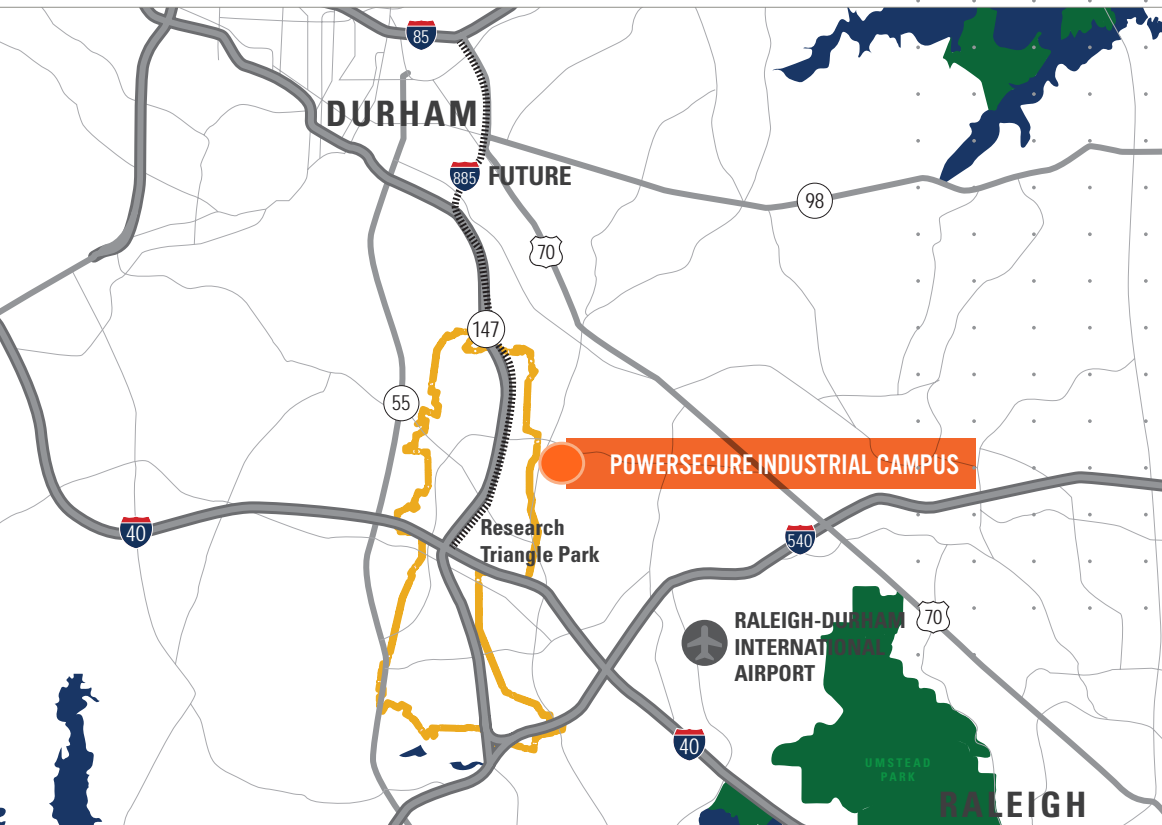 85
DURHAM
885
FUTURE
98
70
147
55
POWERSECURE INDUSTRIAL CAMPUS
Research
Triangle Park
40
540
70
RALEIGH-DURHAM
INTERNATIONAL
AIRPORT
40
UMSTEAD
PARK
RALEIGH